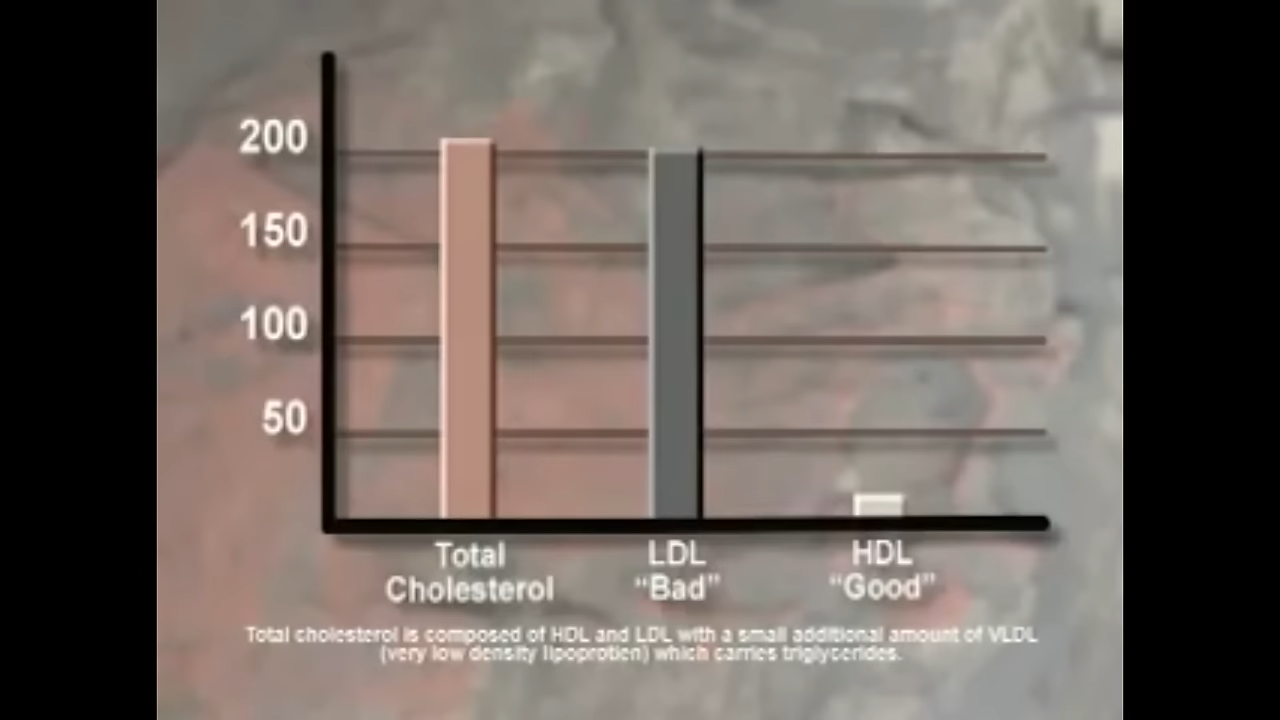 200
150
100
50
Total
Cholesterol
LDL
“Bad”
HDL
“Good”
Total cholesterol is composed of HDL and LDL with a small additional amount of VLDL
(very low density lipoprotien) which carries triglycerides.